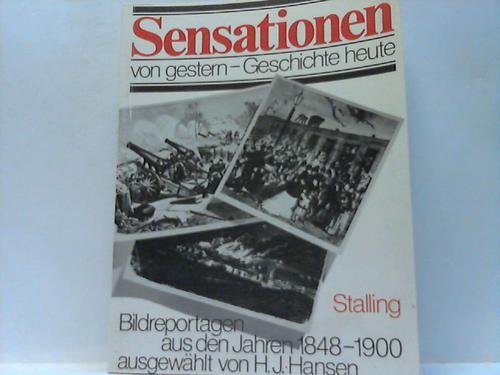 Sensationen
von gestern – Geschichte heute
Stalling
Bildreportagen
aus den Jahren 1848–1900
ausgewählt von H.J. Hansen